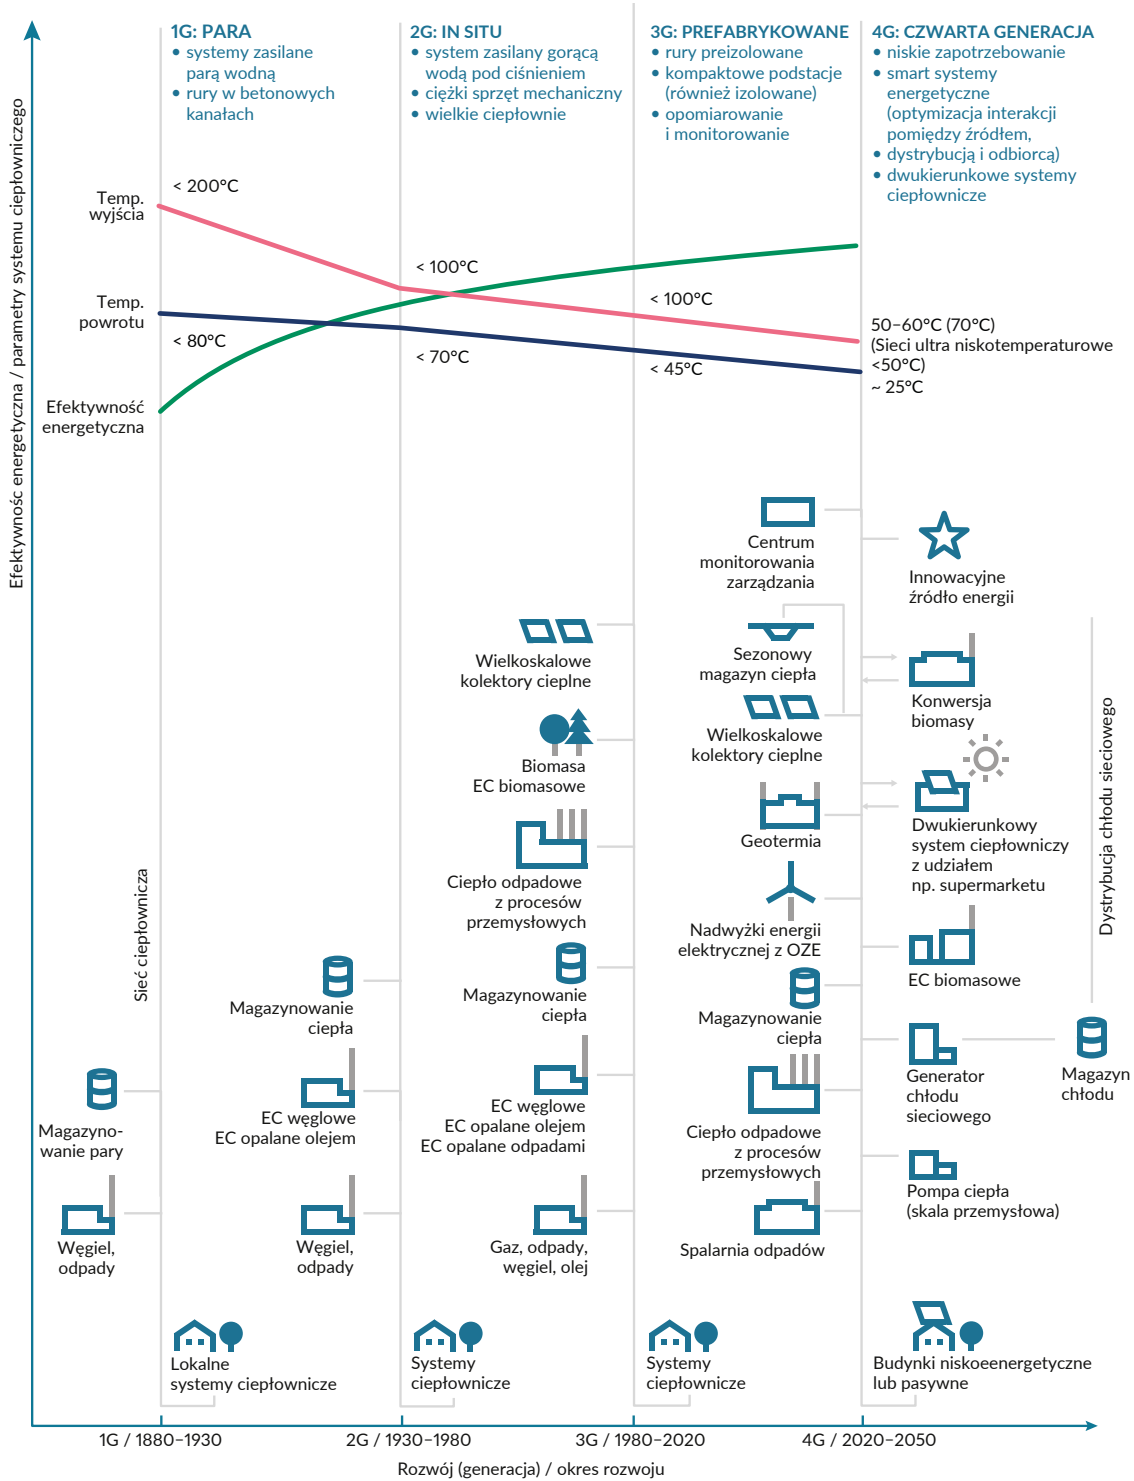 1G: PARA
• systemy zasilane
parą wodną
• rury w betonowych
kanałach
2G: IN SITU
• system zasilany gorącą
wodą pod ciśnieniem
• ciężki sprzęt mechaniczny
• wielkie ciepłownie
3G: PREFABRYKOWANE
• rury preizolowane
• kompaktowe podstacje
(również izolowane)
• opomiarowanie
i monitorowanie
4G: CZWARTA GENERACJA
• niskie zapotrzebowanie
• smart systemy
energetyczne
(optymizacja interakcji
pomiędzy źródłem,
• dystrybucją i odbiorcą)
• dwukierunkowe systemy
ciepłownicze
Efektywnośc energetyczna / parametry systemu ciepłowniczego
Temp.
wyjścia
< 200°C
< 100°C
< 100°C
50–60°C (70°C)
(Sieci ultra niskotemperaturowe
<50°C)
~ 25°C
Temp.
powrotu
< 80°C
< 70°C
< 45°C
Efektywność
energetyczna
Sieć ciepłownicza
Magazyno-
wanie pary
Węgiel,
odpady
Magazynowanie
ciepła
EC węglowe
EC opalane olejem
Węgiel,
odpady
Wielkoskalowe
kolektory cieplne
Biomasa
EC biomasowe
Ciepło odpadowe
z procesów
przemysłowych
Magazynowanie
ciepła
EC węglowe
EC opalane olejem
EC opalane odpadami
Gaz, odpady,
węgiel, olej
Centrum
monitorowania
zarządzania
Sezonowy
magazyn ciepła
Wielkoskalowe
kolektory cieplne
Geotermia
Nadwyżki energii
elektrycznej z OZE
Magazynowanie
ciepła
Ciepło odpadowe
z procesów
przemysłowych
Spalarnia odpadów
Innowacyjne
źródło energii
Konwersja
biomasy
Dwukierunkowy
system ciepłowniczy
z udziałem
np. supermarketu
EC biomasowe
Generator
chłodu
sieciowego
Pompa ciepła
(skala przemysłowa)
Dystrybucja chłodu sieciowego
Magazyn
chłodu
Lokalne
systemy ciepłownicze
Systemy
ciepłownicze
Systemy
ciepłownicze
Budynki niskoeenergetyczne
lub pasywne
1G / 1880–1930
2G / 1930–1980
3G / 1980–2020
4G / 2020–2050
Rozwój (generacja) / okres rozwoju